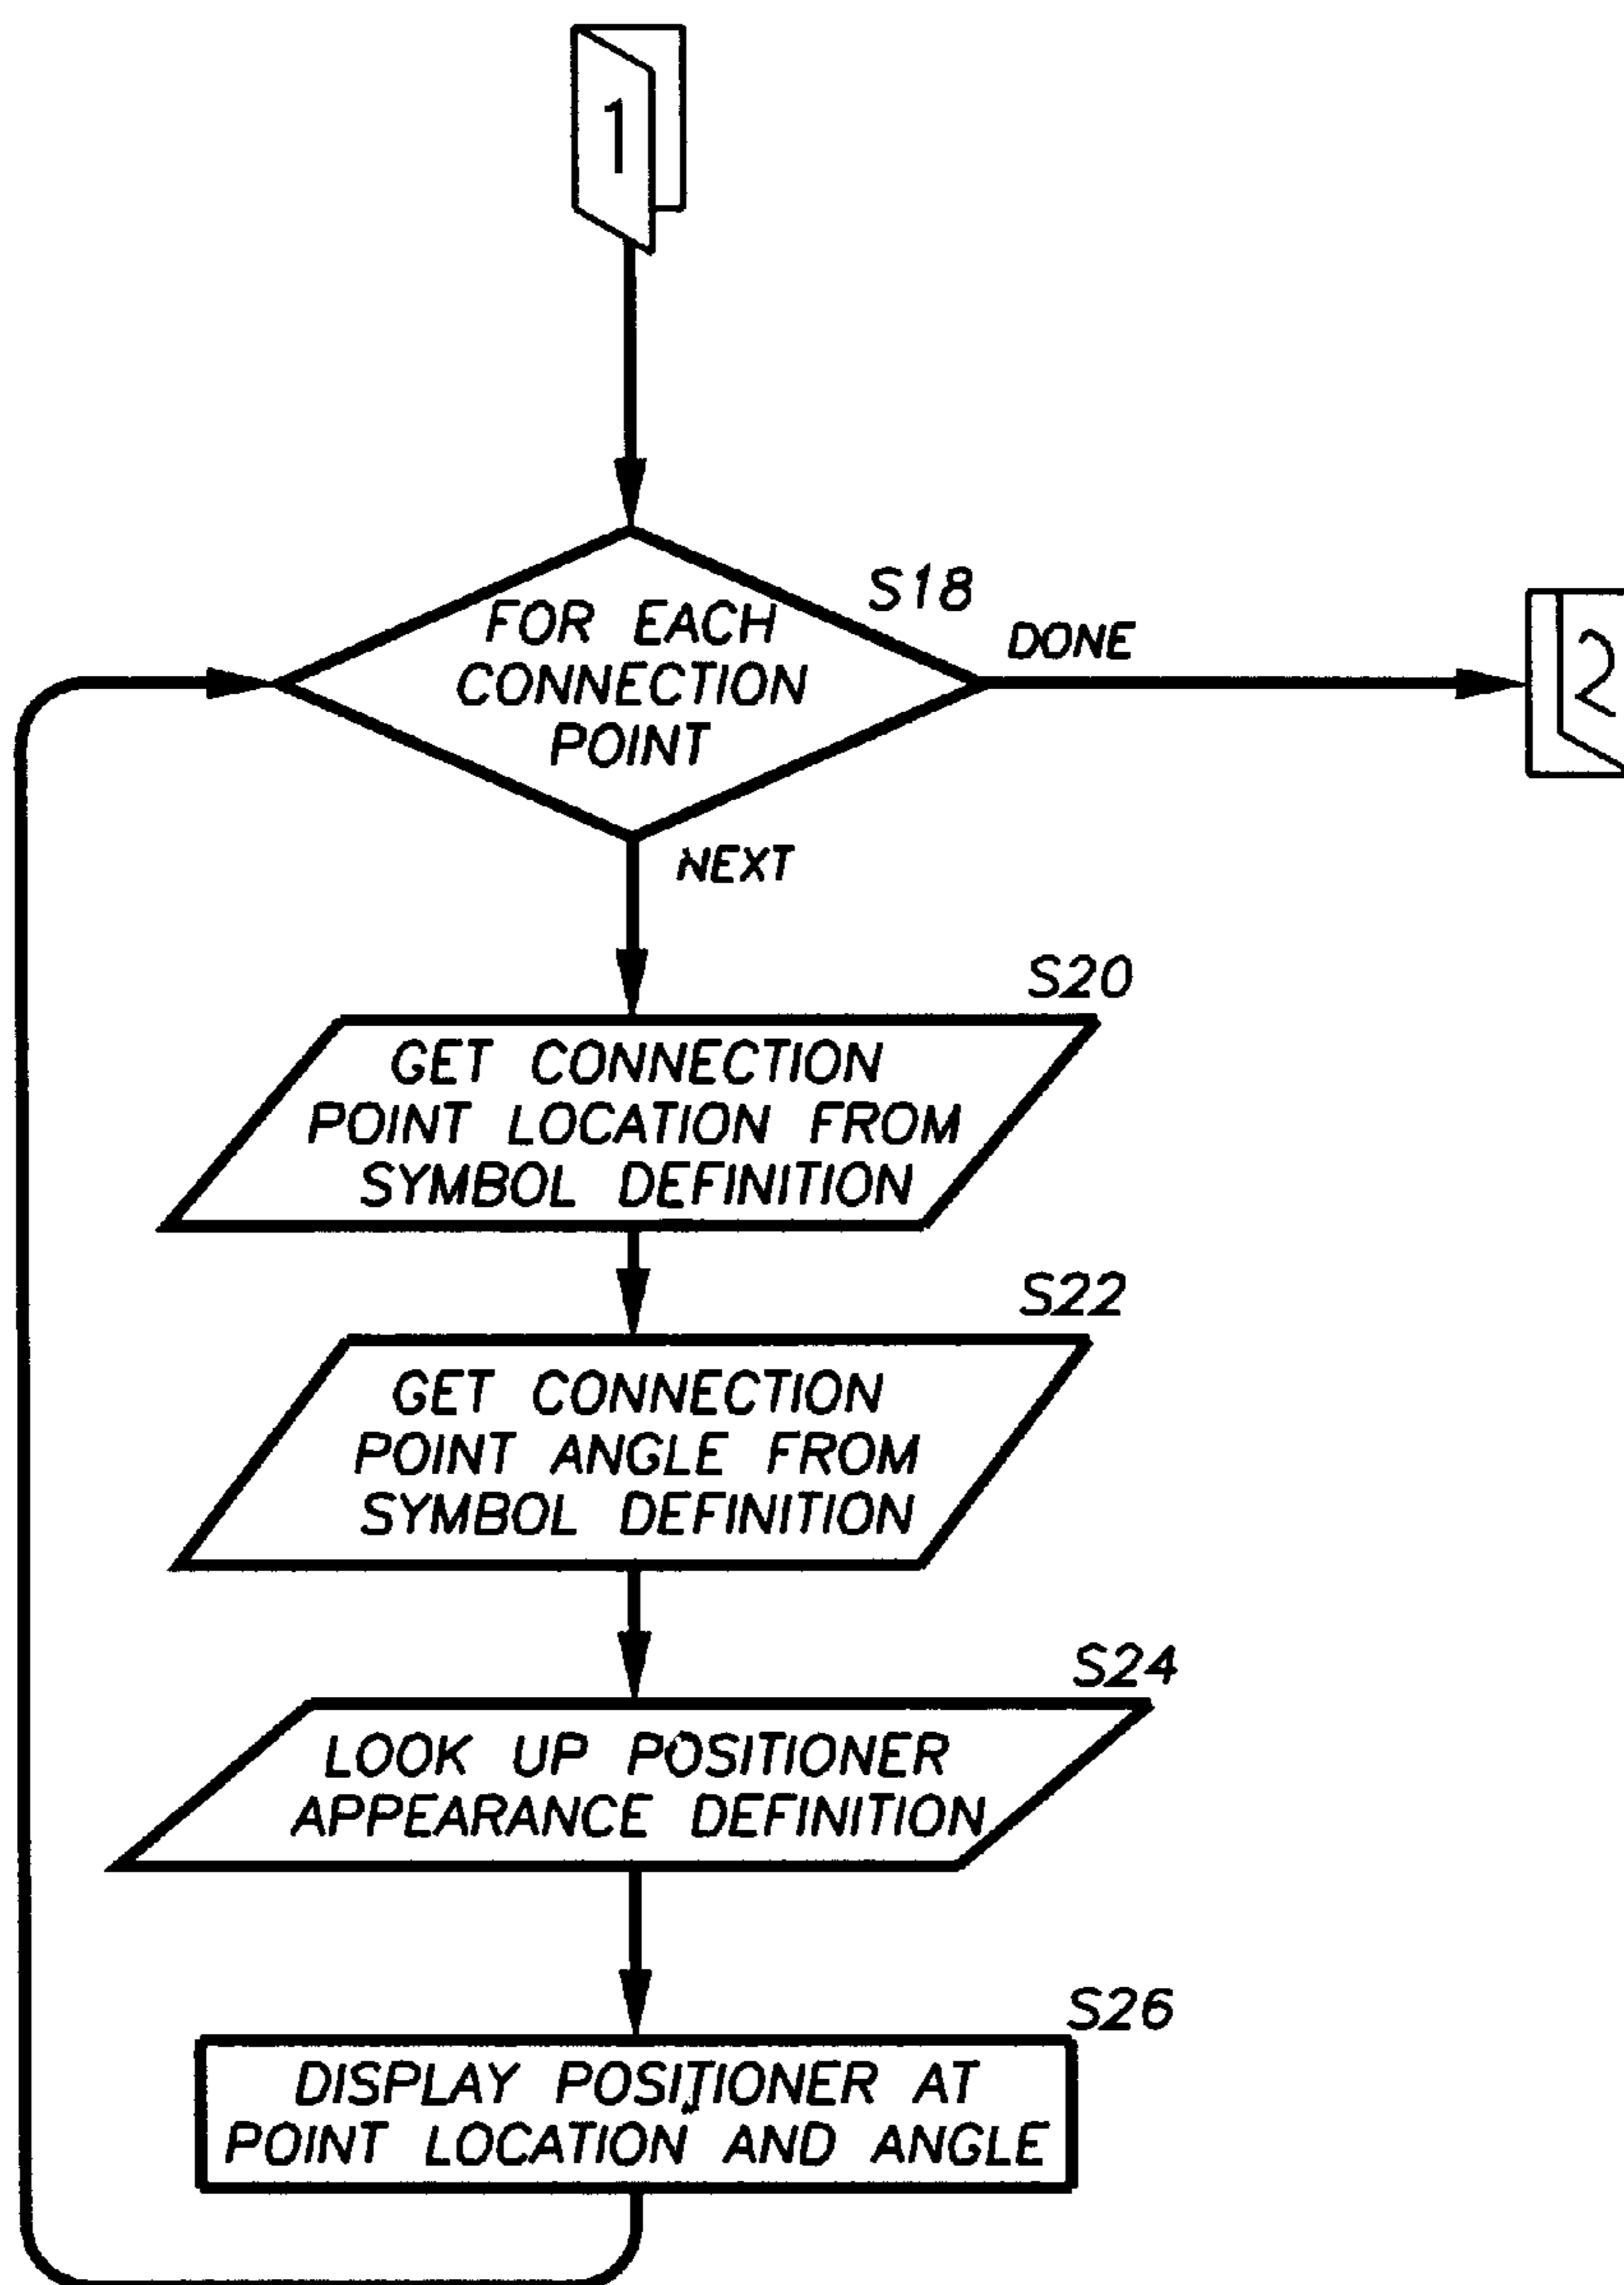 1
S18
FOR EACH
CONNECTION
POINT
DONE
2
NEXT
S20
GET CONNECTION
POINT LOCATION FROM
SYMBOL DEFINITION
S22
GET CONNECTION
POINT ANGLE FROM
SYMBOL DEFINITION
S24
LOOK UP POSITIONER
APPEARANCE DEFINITION
S26
DISPLAY POSITIONER AT
POINT LOCATION AND ANGLE